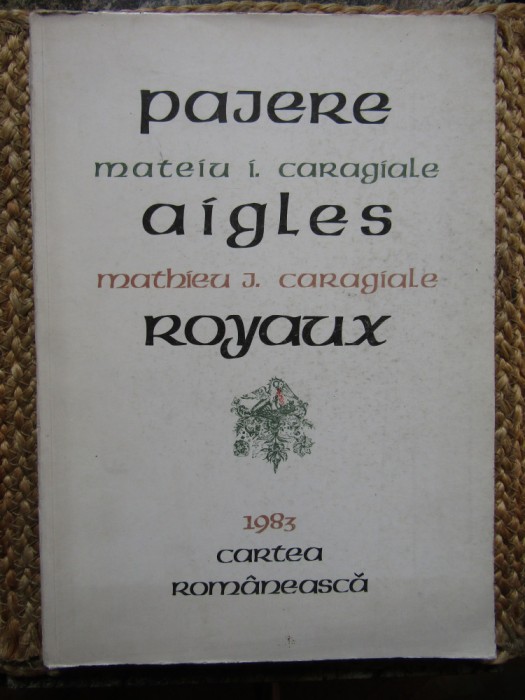 pajere
mateiu i. caragiale
aigles
mathieu j. caragiale
royaux
1983
cartea
românească